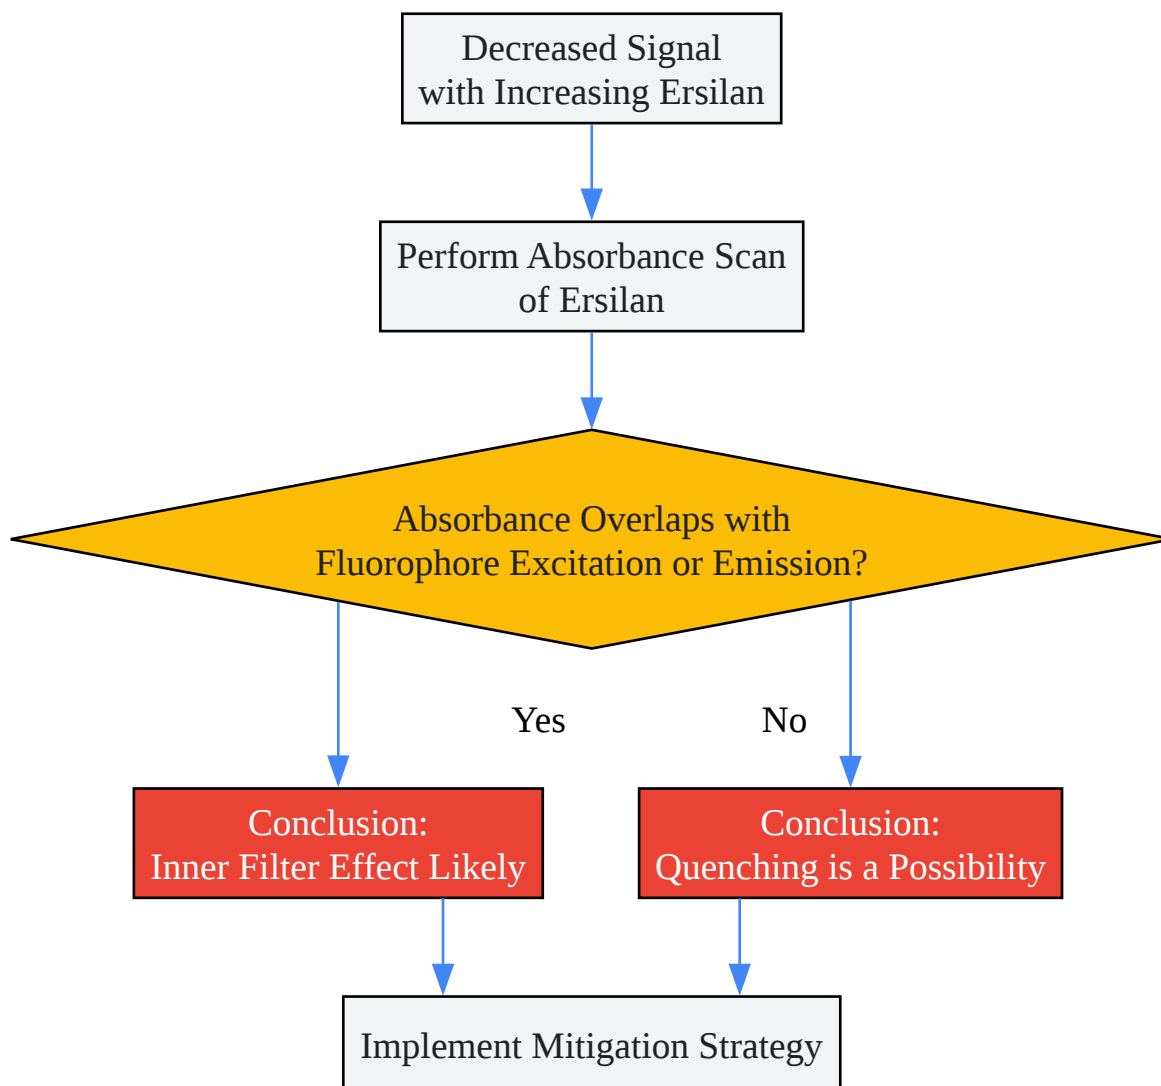 Decreased Signal
with Increasing Ersilan
Perform Absorbance Scan
of Ersilan
Absorbance Overlaps with
Fluorophore Excitation or Emission?
Yes
No
Conclusion:
Inner Filter Effect Likely
Conclusion:
Quenching is a Possibility
Implement Mitigation Strategy